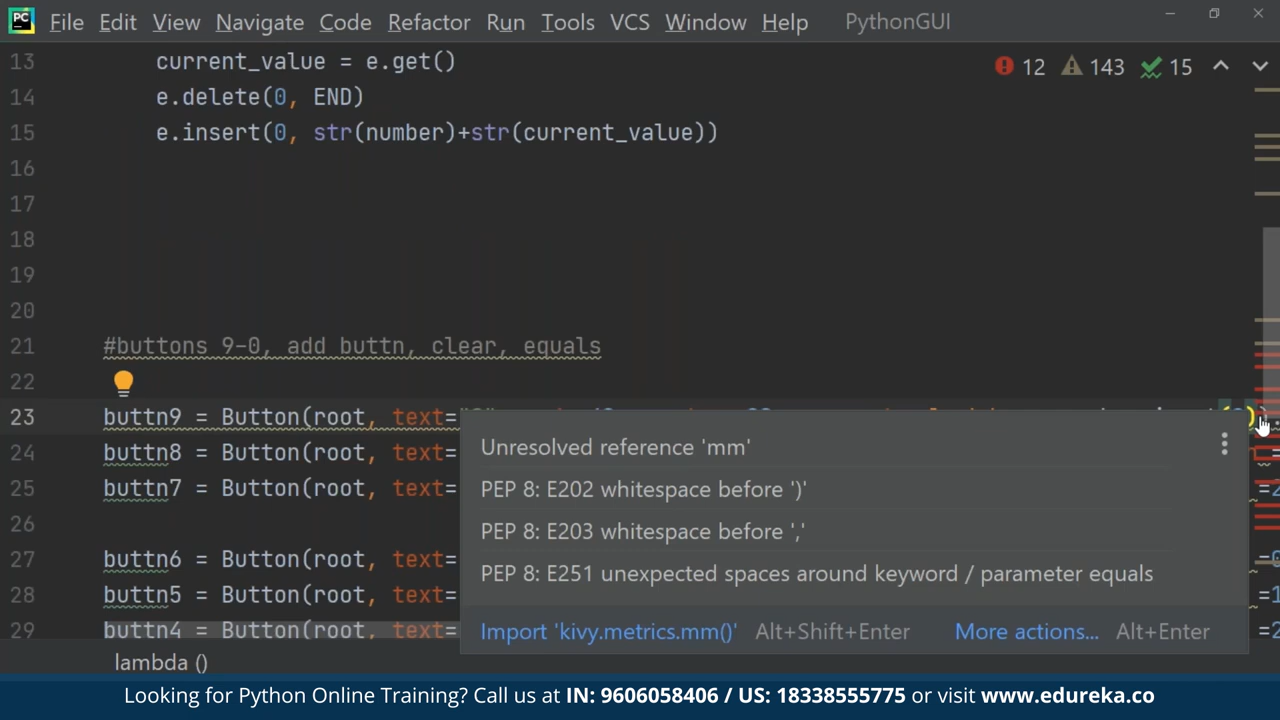 PC File Edit View Navigate Code Refactor Run Tools VCS Window Help PythonGUI
13 current_value = e.get()
12 143 15
14 e.delete(0, END)
15 e.insert(0, str(number)+str(current_value))
16
17
18
19
20
21 #buttons 9-0, add buttn, clear, equals
22
23 buttn9 = Button(root, text=
24 buttn8 = Button(root, text=
25 buttn7 = Button(root, text=
26
27 buttn6 = Button(root, text=
28 buttn5 = Button(root, text=
29 buttn4 = Button(root, text=
Unresolved reference 'mm'
PEP 8: E202 whitespace before ')'
PEP 8: E203 whitespace before ','
PEP 8: E251 unexpected spaces around keyword / parameter equals
Import 'kivy.metrics.mm()' Alt+Shift+Enter More actions... Alt+Enter
lambda ()
Looking for Python Online Training? Call us at IN: 9606058406 / US: 18338555775 or visit www.edureka.co